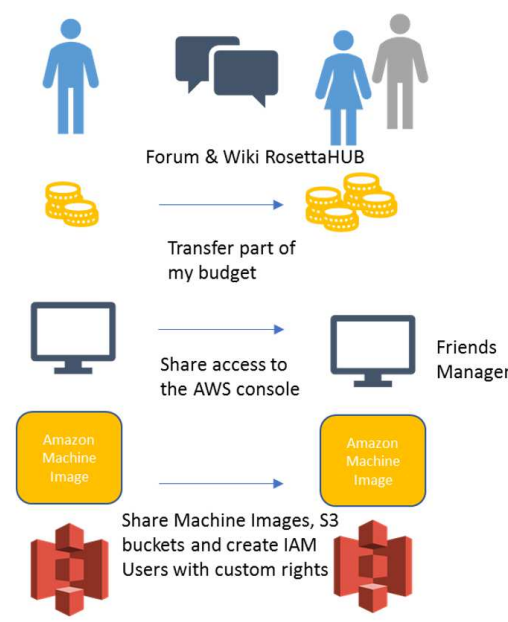 Forum & Wiki RosettaHUB
Transfer part of
my budget
Share access to
the AWS console
Friends
Manager
Amazon
Machine
Image
Amazon
Machine
Image
Share Machine Images, S3
buckets and create IAM
Users with custom rights